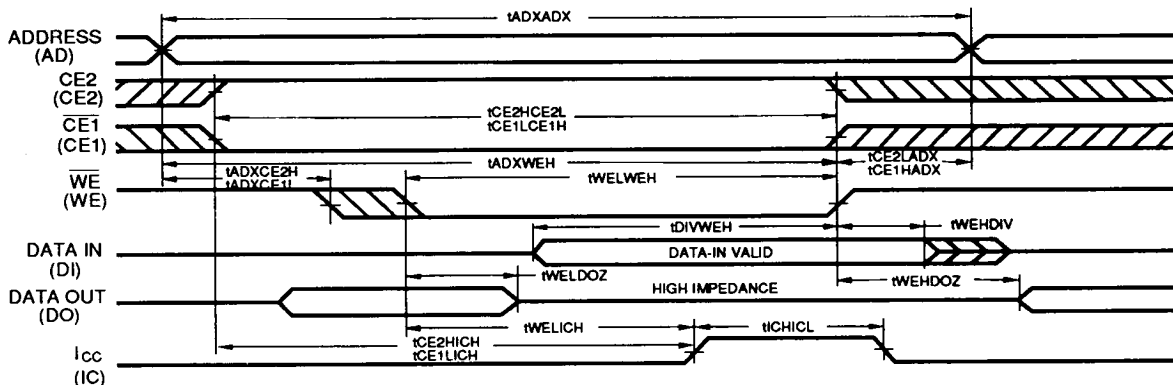 tADXADX
ADDRESS
(AD)
CE2
(CE2)
tCE2HCE2L
tCE1LCE1H
CE1
(CE1)
tADXWEH
tCE2LADX
tCE1HADX
tADXCE2H
tADXCE1L
tWELWEH
WE
(WE)
tDIVWEH
tWEHDIV
DATA IN
(DI)
DATA-IN VALID
tWELDOZ
tWEHDOZ
HIGH IMPEDANCE
DATA OUT
(DO)
tWELICH
tICHICL
tCE2HICH
tCE1LICH
ICC
(IC)